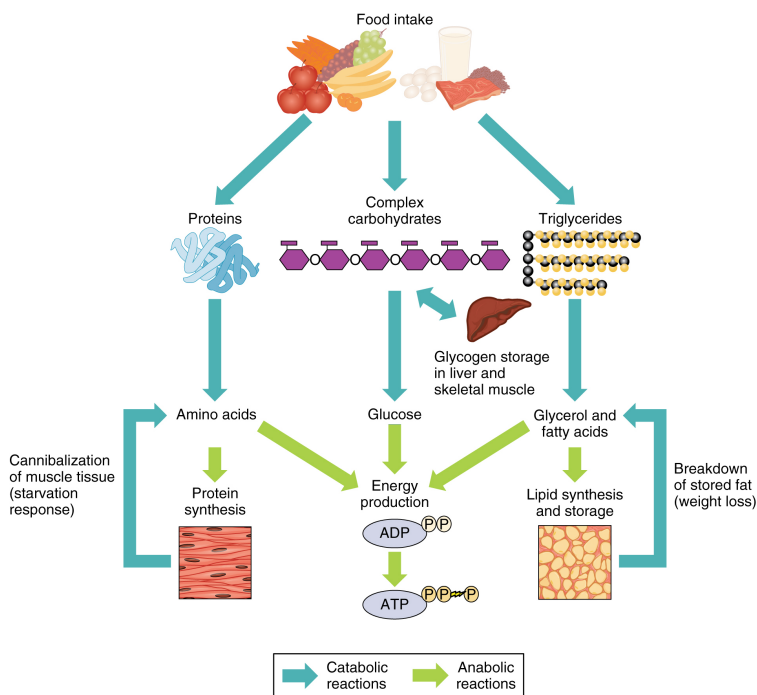 Food intake
Proteins
Complex
carbohydrates
Triglycerides
O O O O O
Glycogen storage
in liver and
skeletal muscle
Amino acids
Glucose
Glycerol and
fatty acids
Cannibalization
of muscle tissue
(starvation
response)
Protein
synthesis
Energy
production
Lipid synthesis
and storage
Breakdown
of stored fat
(weight loss)
ADP P P
ATP P P P
Catabolic
reactions
Anabolic
reactions